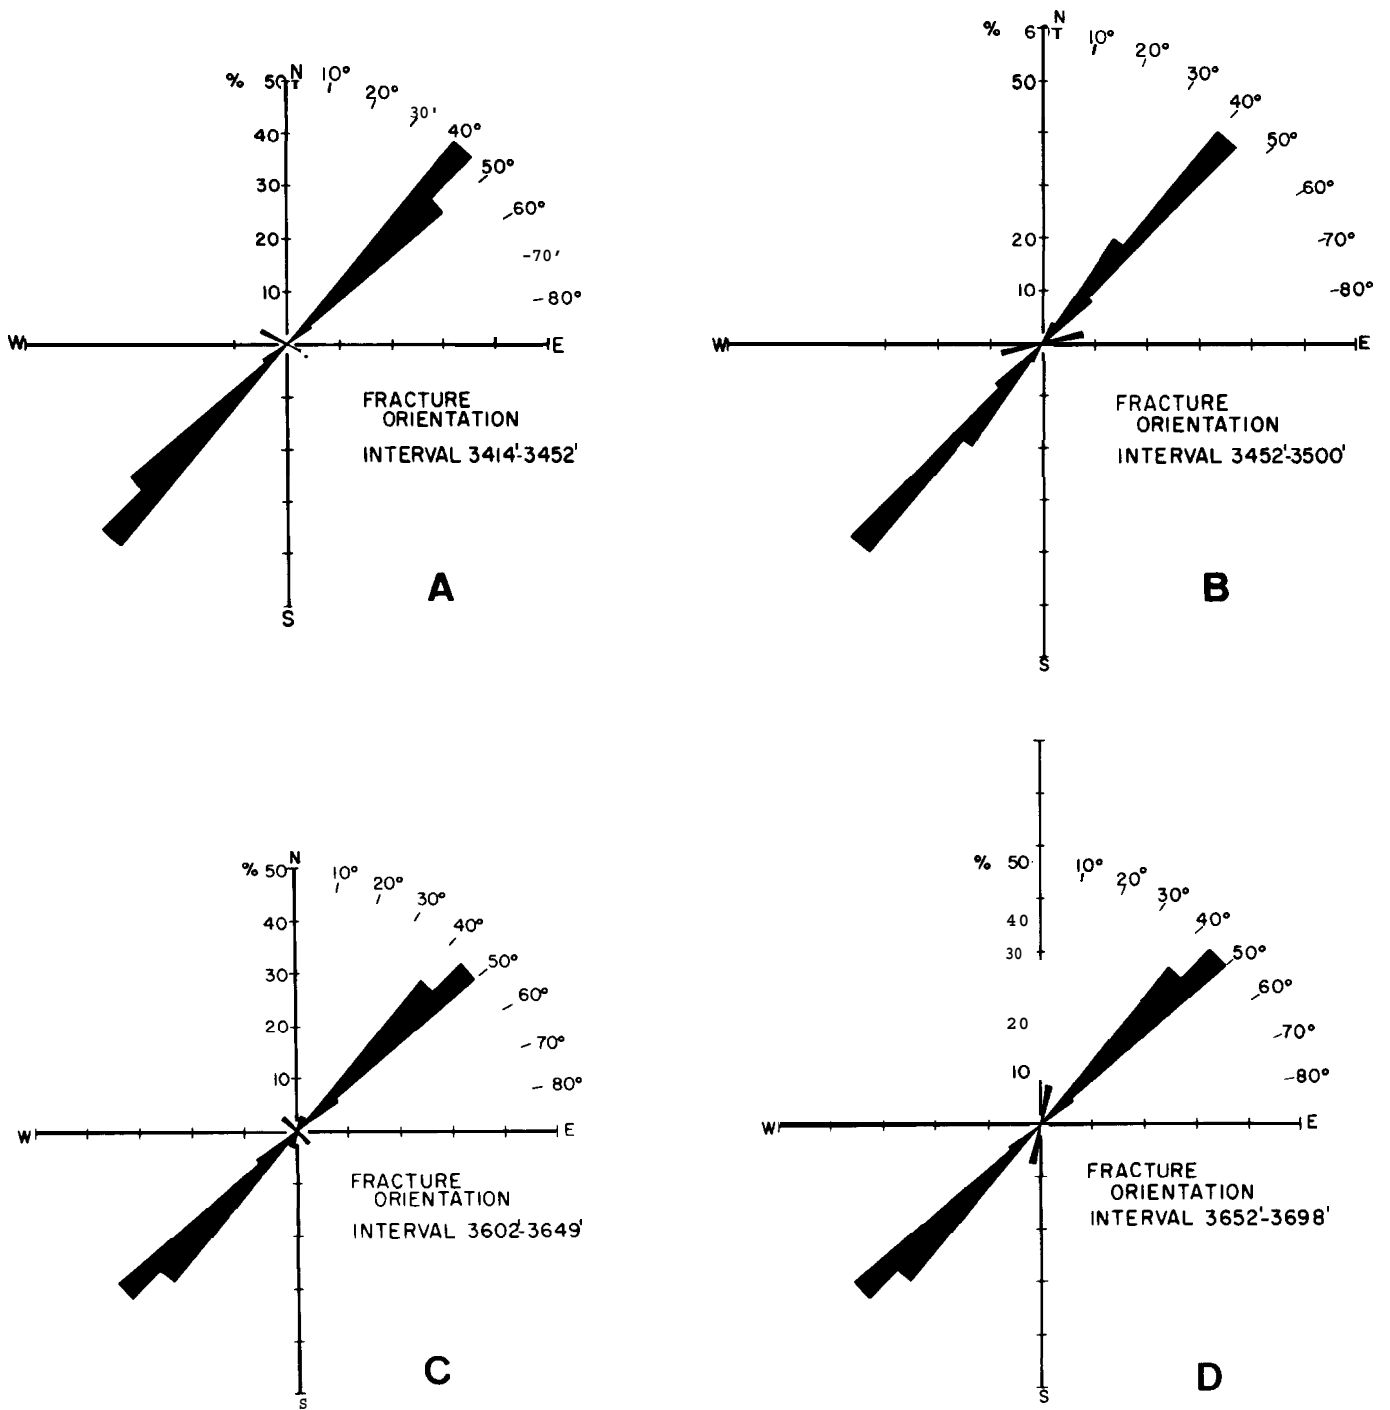 % 50 N 10°
20°
30'
40°
50°
60°
-70'
80°
40
30
20
10
W E
FRACTURE
ORIENTATION
INTERVAL 3414'-3452'
A
S
% 60 N 10°
20°
30°
40°
50°
60°
70°
80°
50
20
10
W E
FRACTURE
ORIENTATION
INTERVAL 3452'-3500'
B
S
% 50 N 10°
20°
30°
40°
50°
60°
70°
80°
40
30
20
10
W E
FRACTURE
ORIENTATION
INTERVAL 3602'-3649'
C
S
% 50 10°
20°
30°
40°
50°
60°
70°
80°
40
30
20
10
W E
FRACTURE
ORIENTATION
INTERVAL 3652'-3698'
D
S